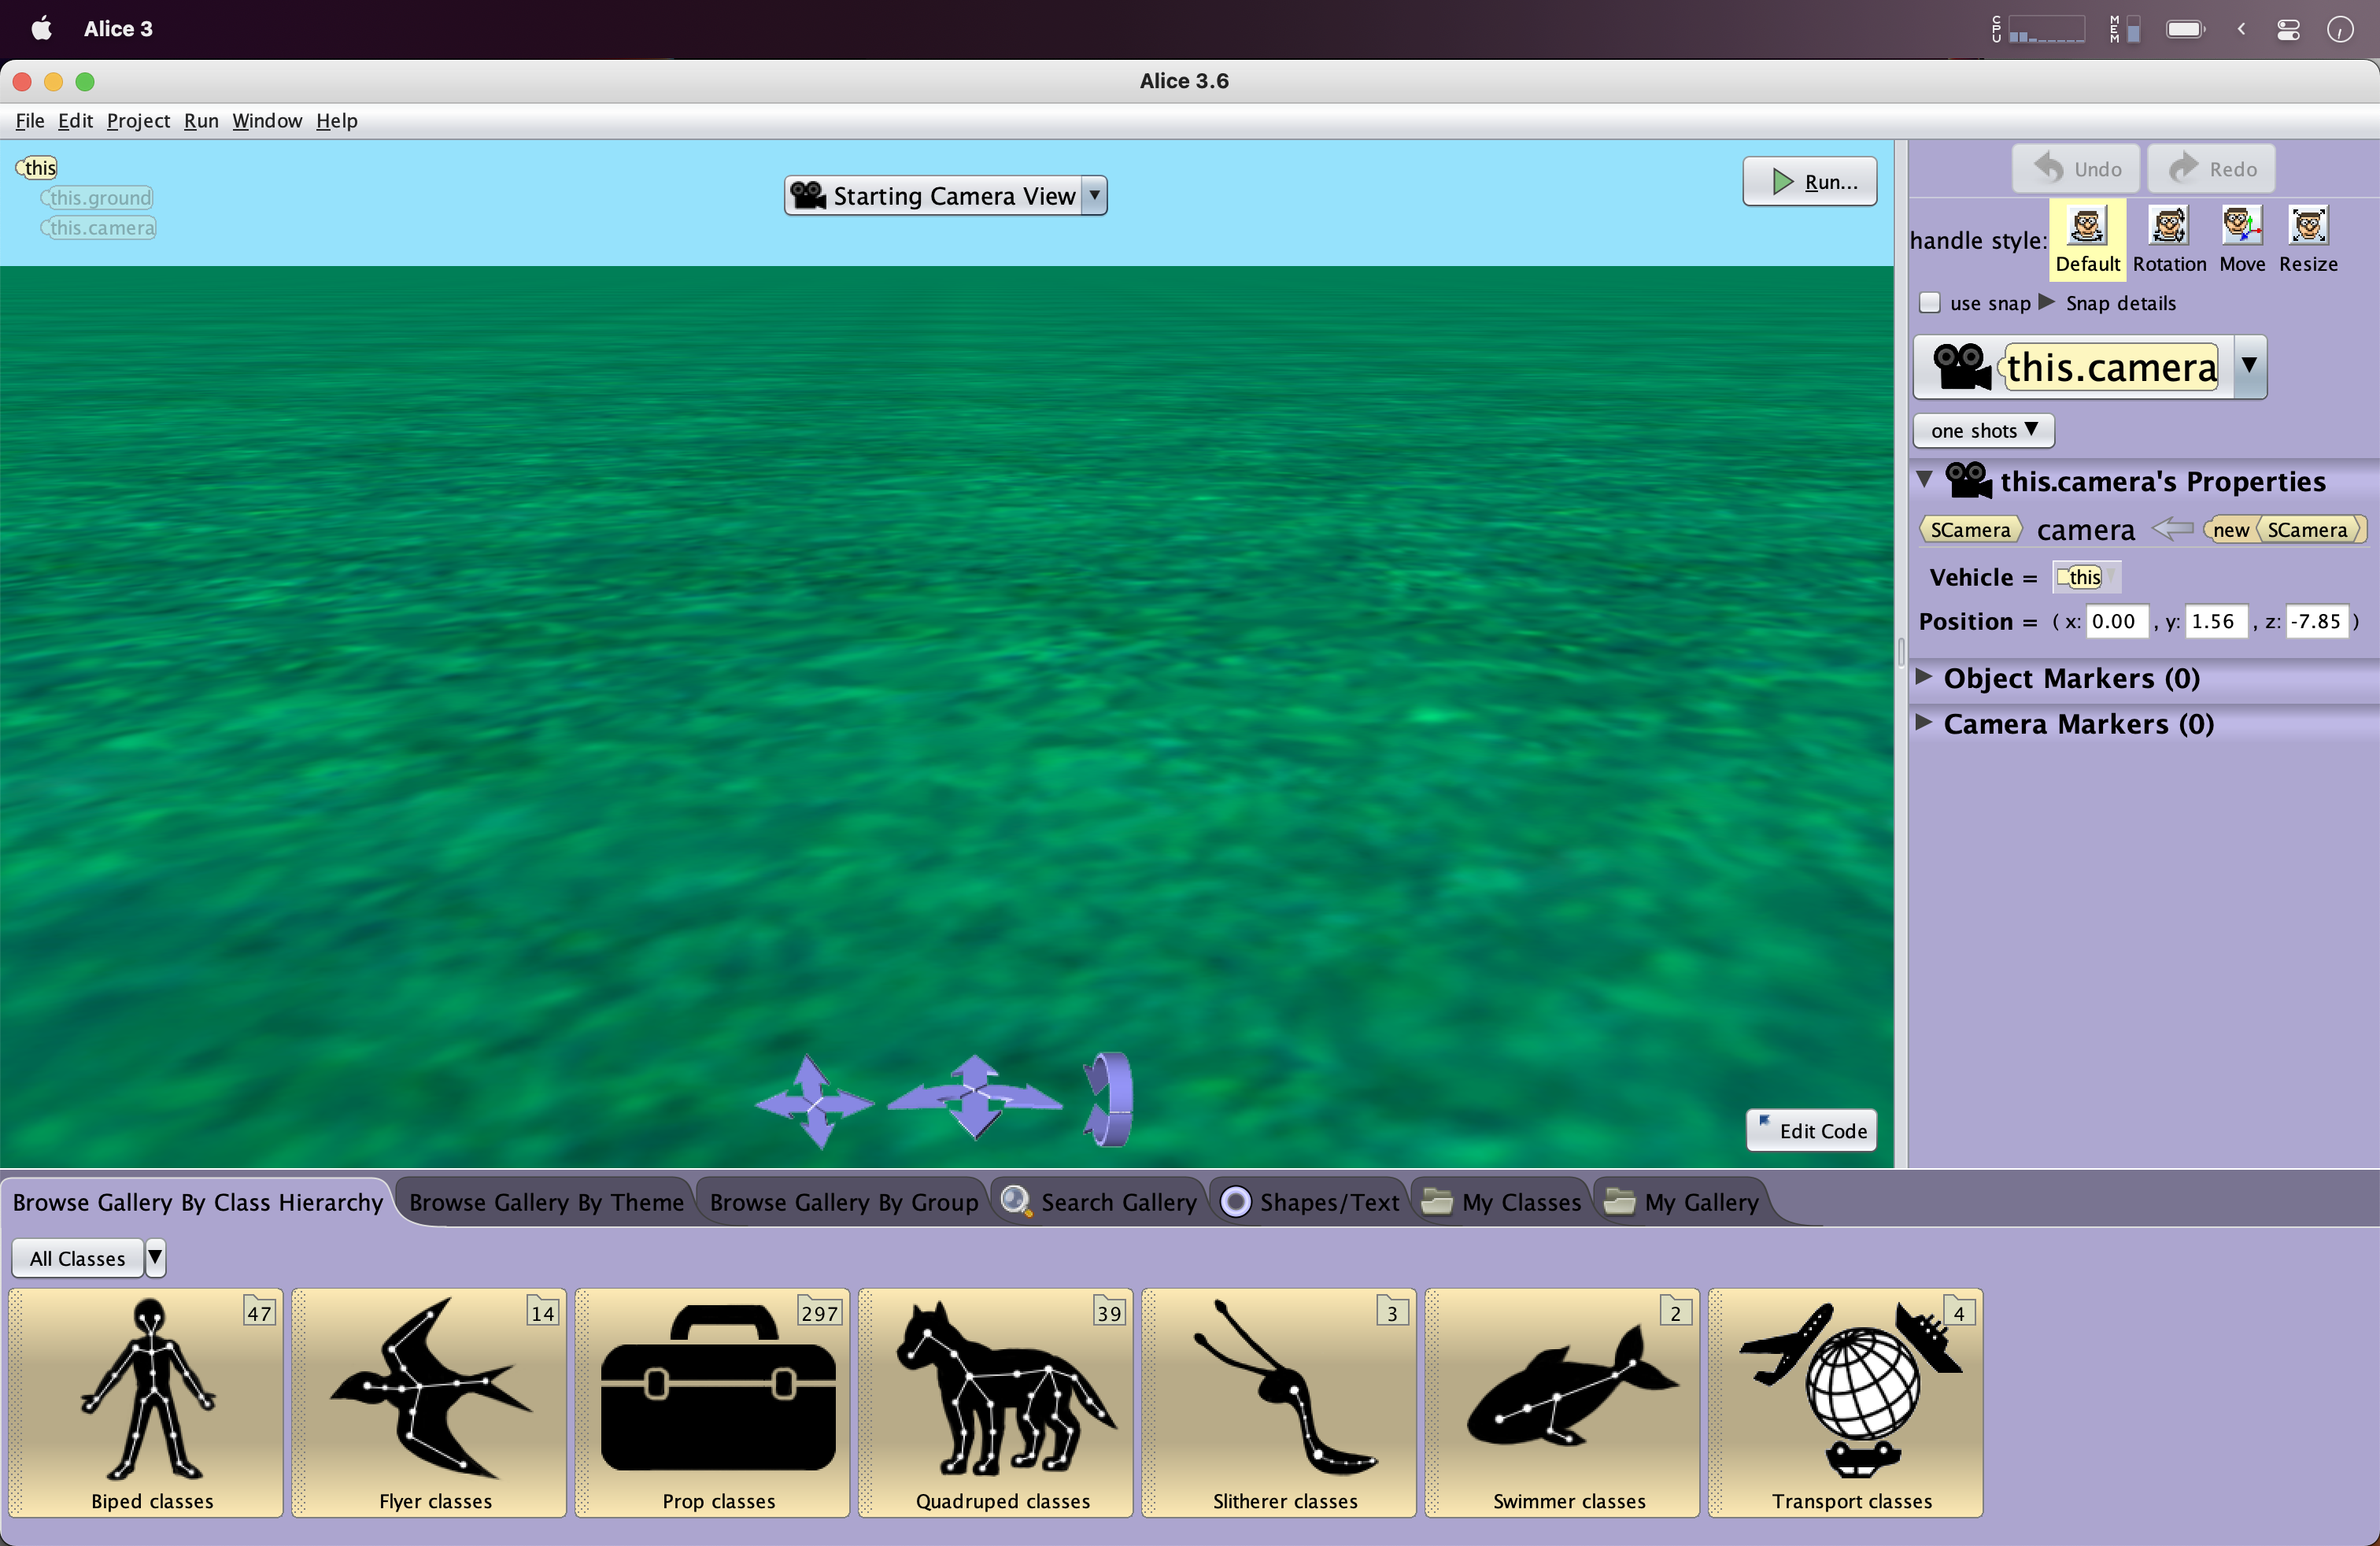 Alice 3
CPU
MEM
Alice 3.6
File Edit Project Run Window Help
this
this.ground
this.camera
Starting Camera View
Run...
Undo Redo
handle style:
Default Rotation Move Resize
use snap Snap details
this.camera
one shots
this.camera's Properties
SCamera camera new SCamera
Vehicle = this
Position = ( x: 0.00 , y: 1.56 , z: -7.85 )
Object Markers (0)
Camera Markers (0)
Edit Code
Browse Gallery By Class Hierarchy Browse Gallery By Theme Browse Gallery By Group Search Gallery Shapes/Text My Classes My Gallery
All Classes
47 14 297 39 3 2 4
Biped classes Flyer classes Prop classes Quadruped classes Slitherer classes Swimmer classes Transport classes